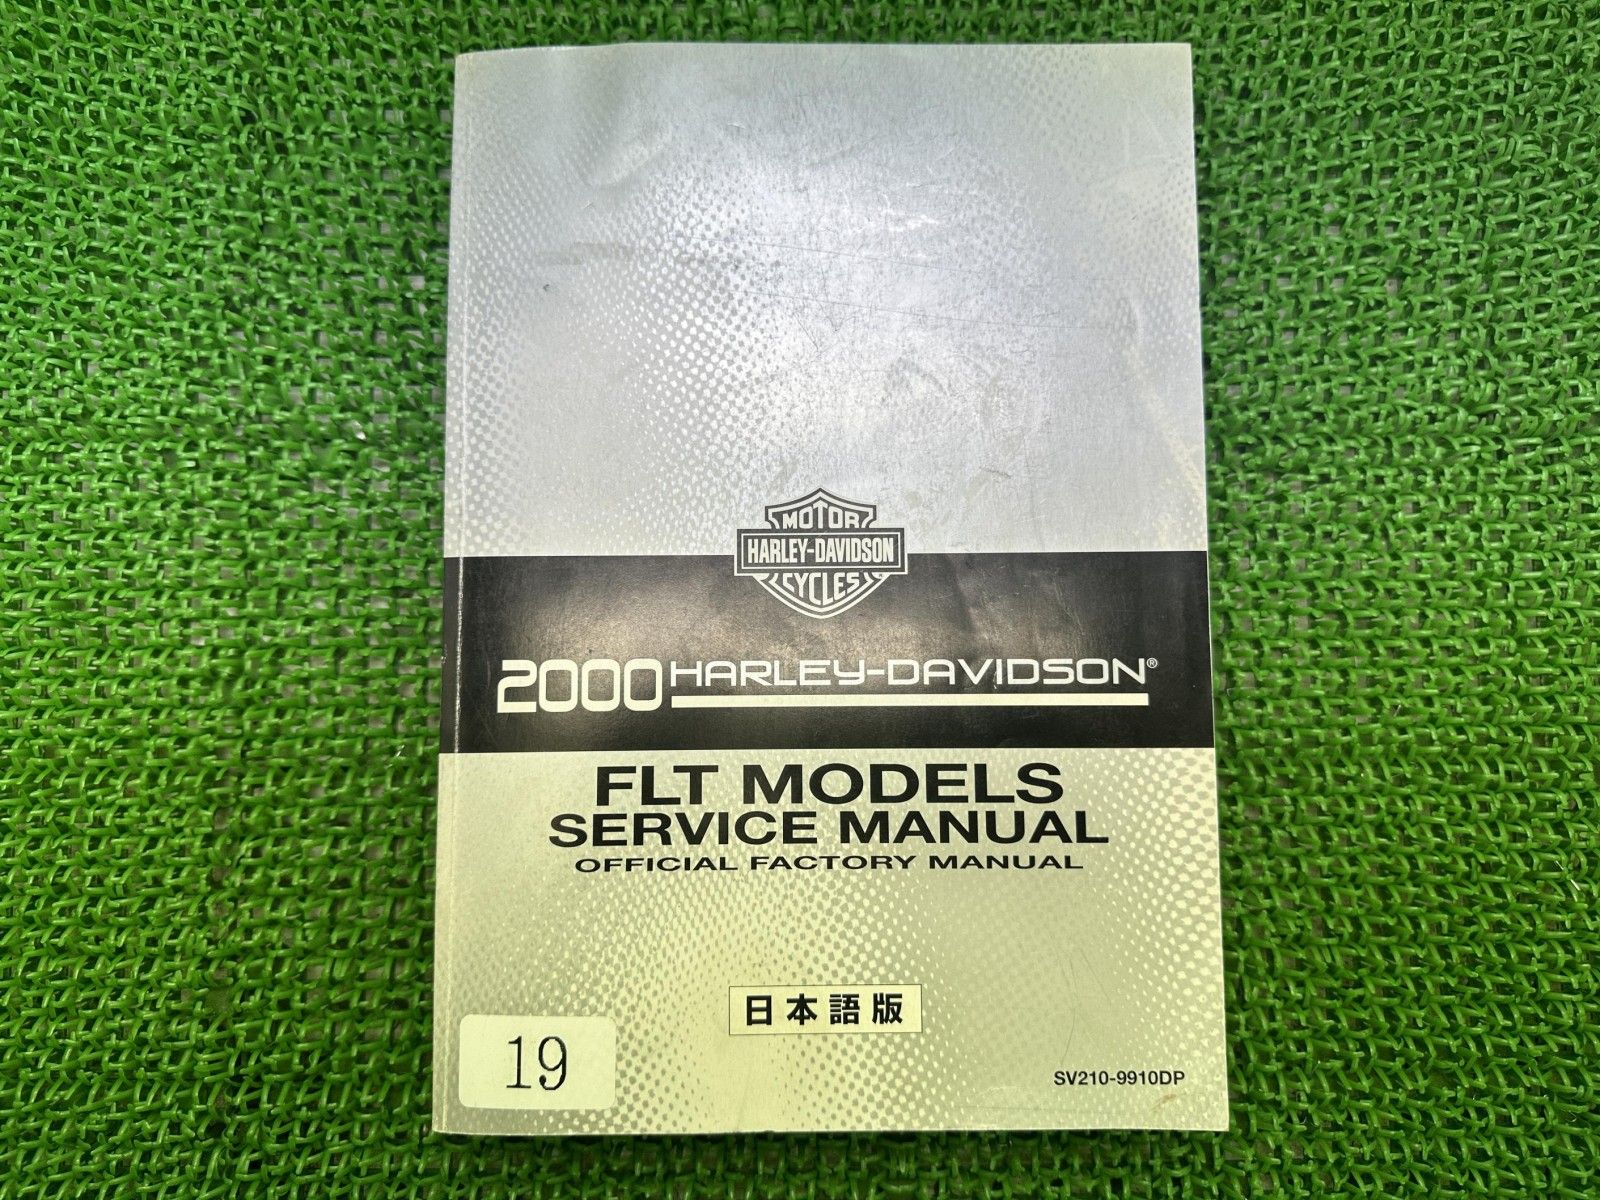 MOTOR
HARLEY-DAVIDSON
CYCLES
2000 HARLEY-DAVIDSON®
FLT MODELS
SERVICE MANUAL
OFFICIAL FACTORY MANUAL
日本語版
19
SV210-9910DP